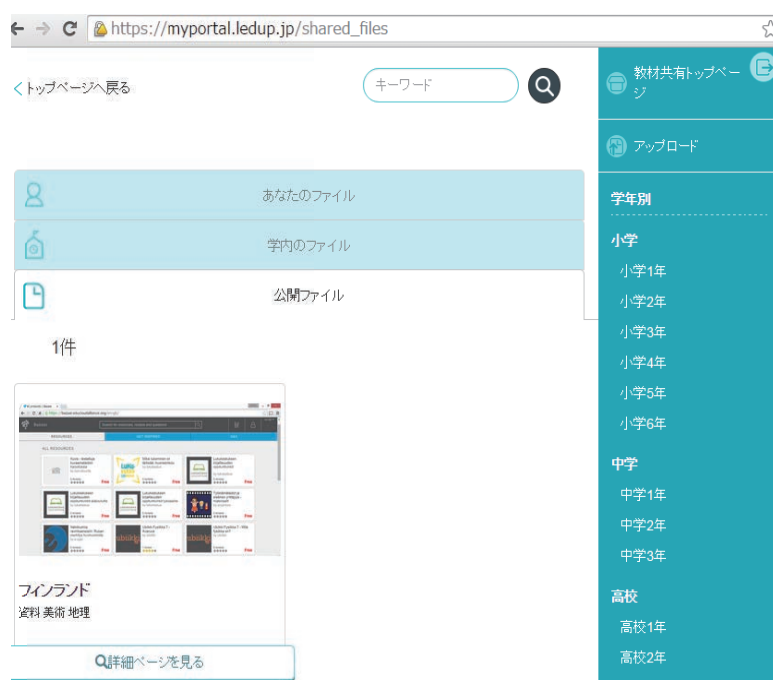 https://myportal.ledup.jp/shared_files
トップページへ戻る
キーワード
あなたのファイル
学内のファイル
公開ファイル
1件
ALL RESOURCES
フィンランド
資料 美術 地理
詳細ページを見る
教材共有トップペー
ジ
アップロード
学年別
小学
小学1年
小学2年
小学3年
小学4年
小学5年
小学6年
中学
中学1年
中学2年
中学3年
高校
高校1年
高校2年